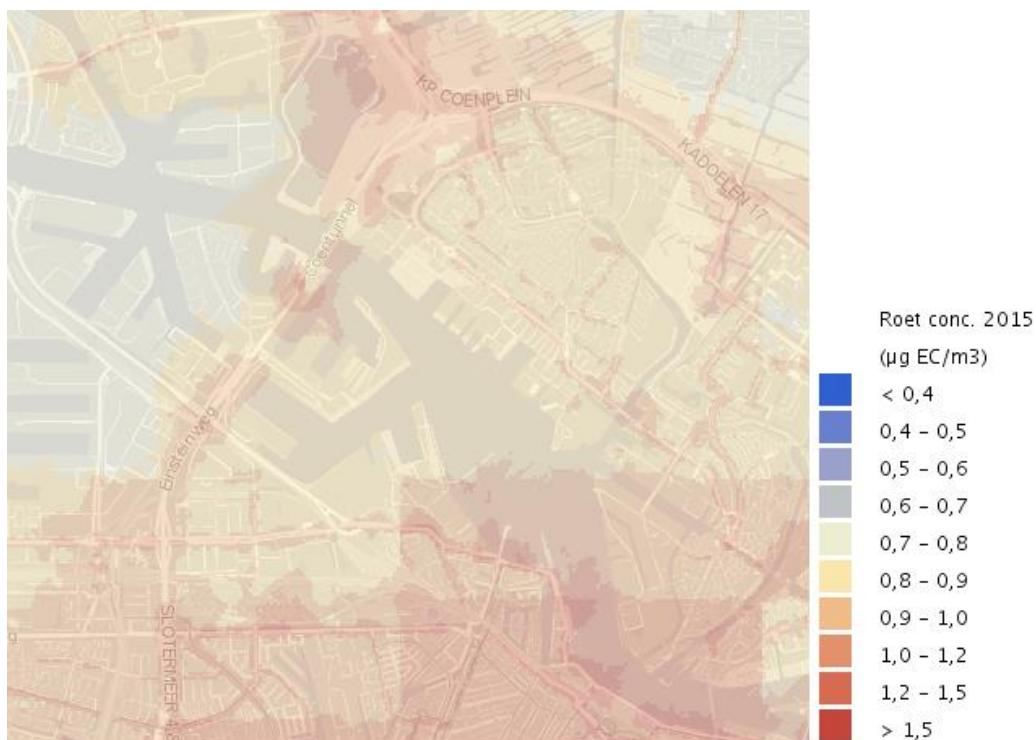 KP. COENPLEIN
KADOELEN 17
Coentunnel
Einsteinweg
SLOTERMEER
Roet conc. 2015
(μg EC/m3)
< 0,4
0,4 – 0,5
0,5 – 0,6
0,6 – 0,7
0,7 – 0,8
0,8 – 0,9
0,9 – 1,0
1,0 – 1,2
1,2 – 1,5
> 1,5